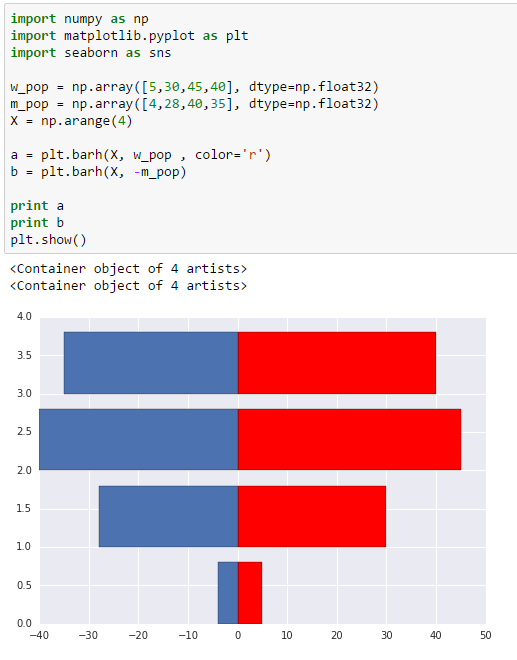 import numpy as np
import matplotlib.pyplot as plt
import seaborn as sns
w_pop = np.array([5,30,45,40], dtype=np.float32)
m_pop = np.array([4,28,40,35], dtype=np.float32)
X = np.arange(4)
a = plt.barh(X, w_pop , color='r')
b = plt.barh(X, -m_pop)
print a
print b
plt.show()
<Container object of 4 artists>
<Container object of 4 artists>
4.0
3.5
3.0
2.5
2.0
1.5
1.0
0.5
0.0
−40 −30 −20 −10 0 10 20 30 40 50